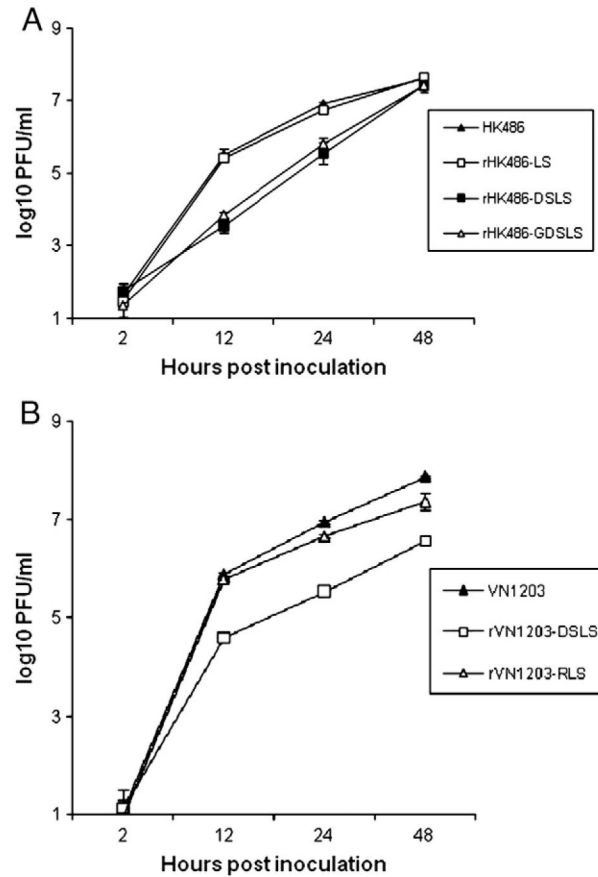 A
9
7
5
3
1
log10 PFU/ml
2 12 24 48
Hours post inoculation
HK486
rHK486-LS
rHK486-DSLS
rHK486-GDSLS
B
9
7
5
3
1
log10 PFU/ml
2 12 24 48
Hours post inoculation
VN1203
rVN1203-DSLS
rVN1203-RLS